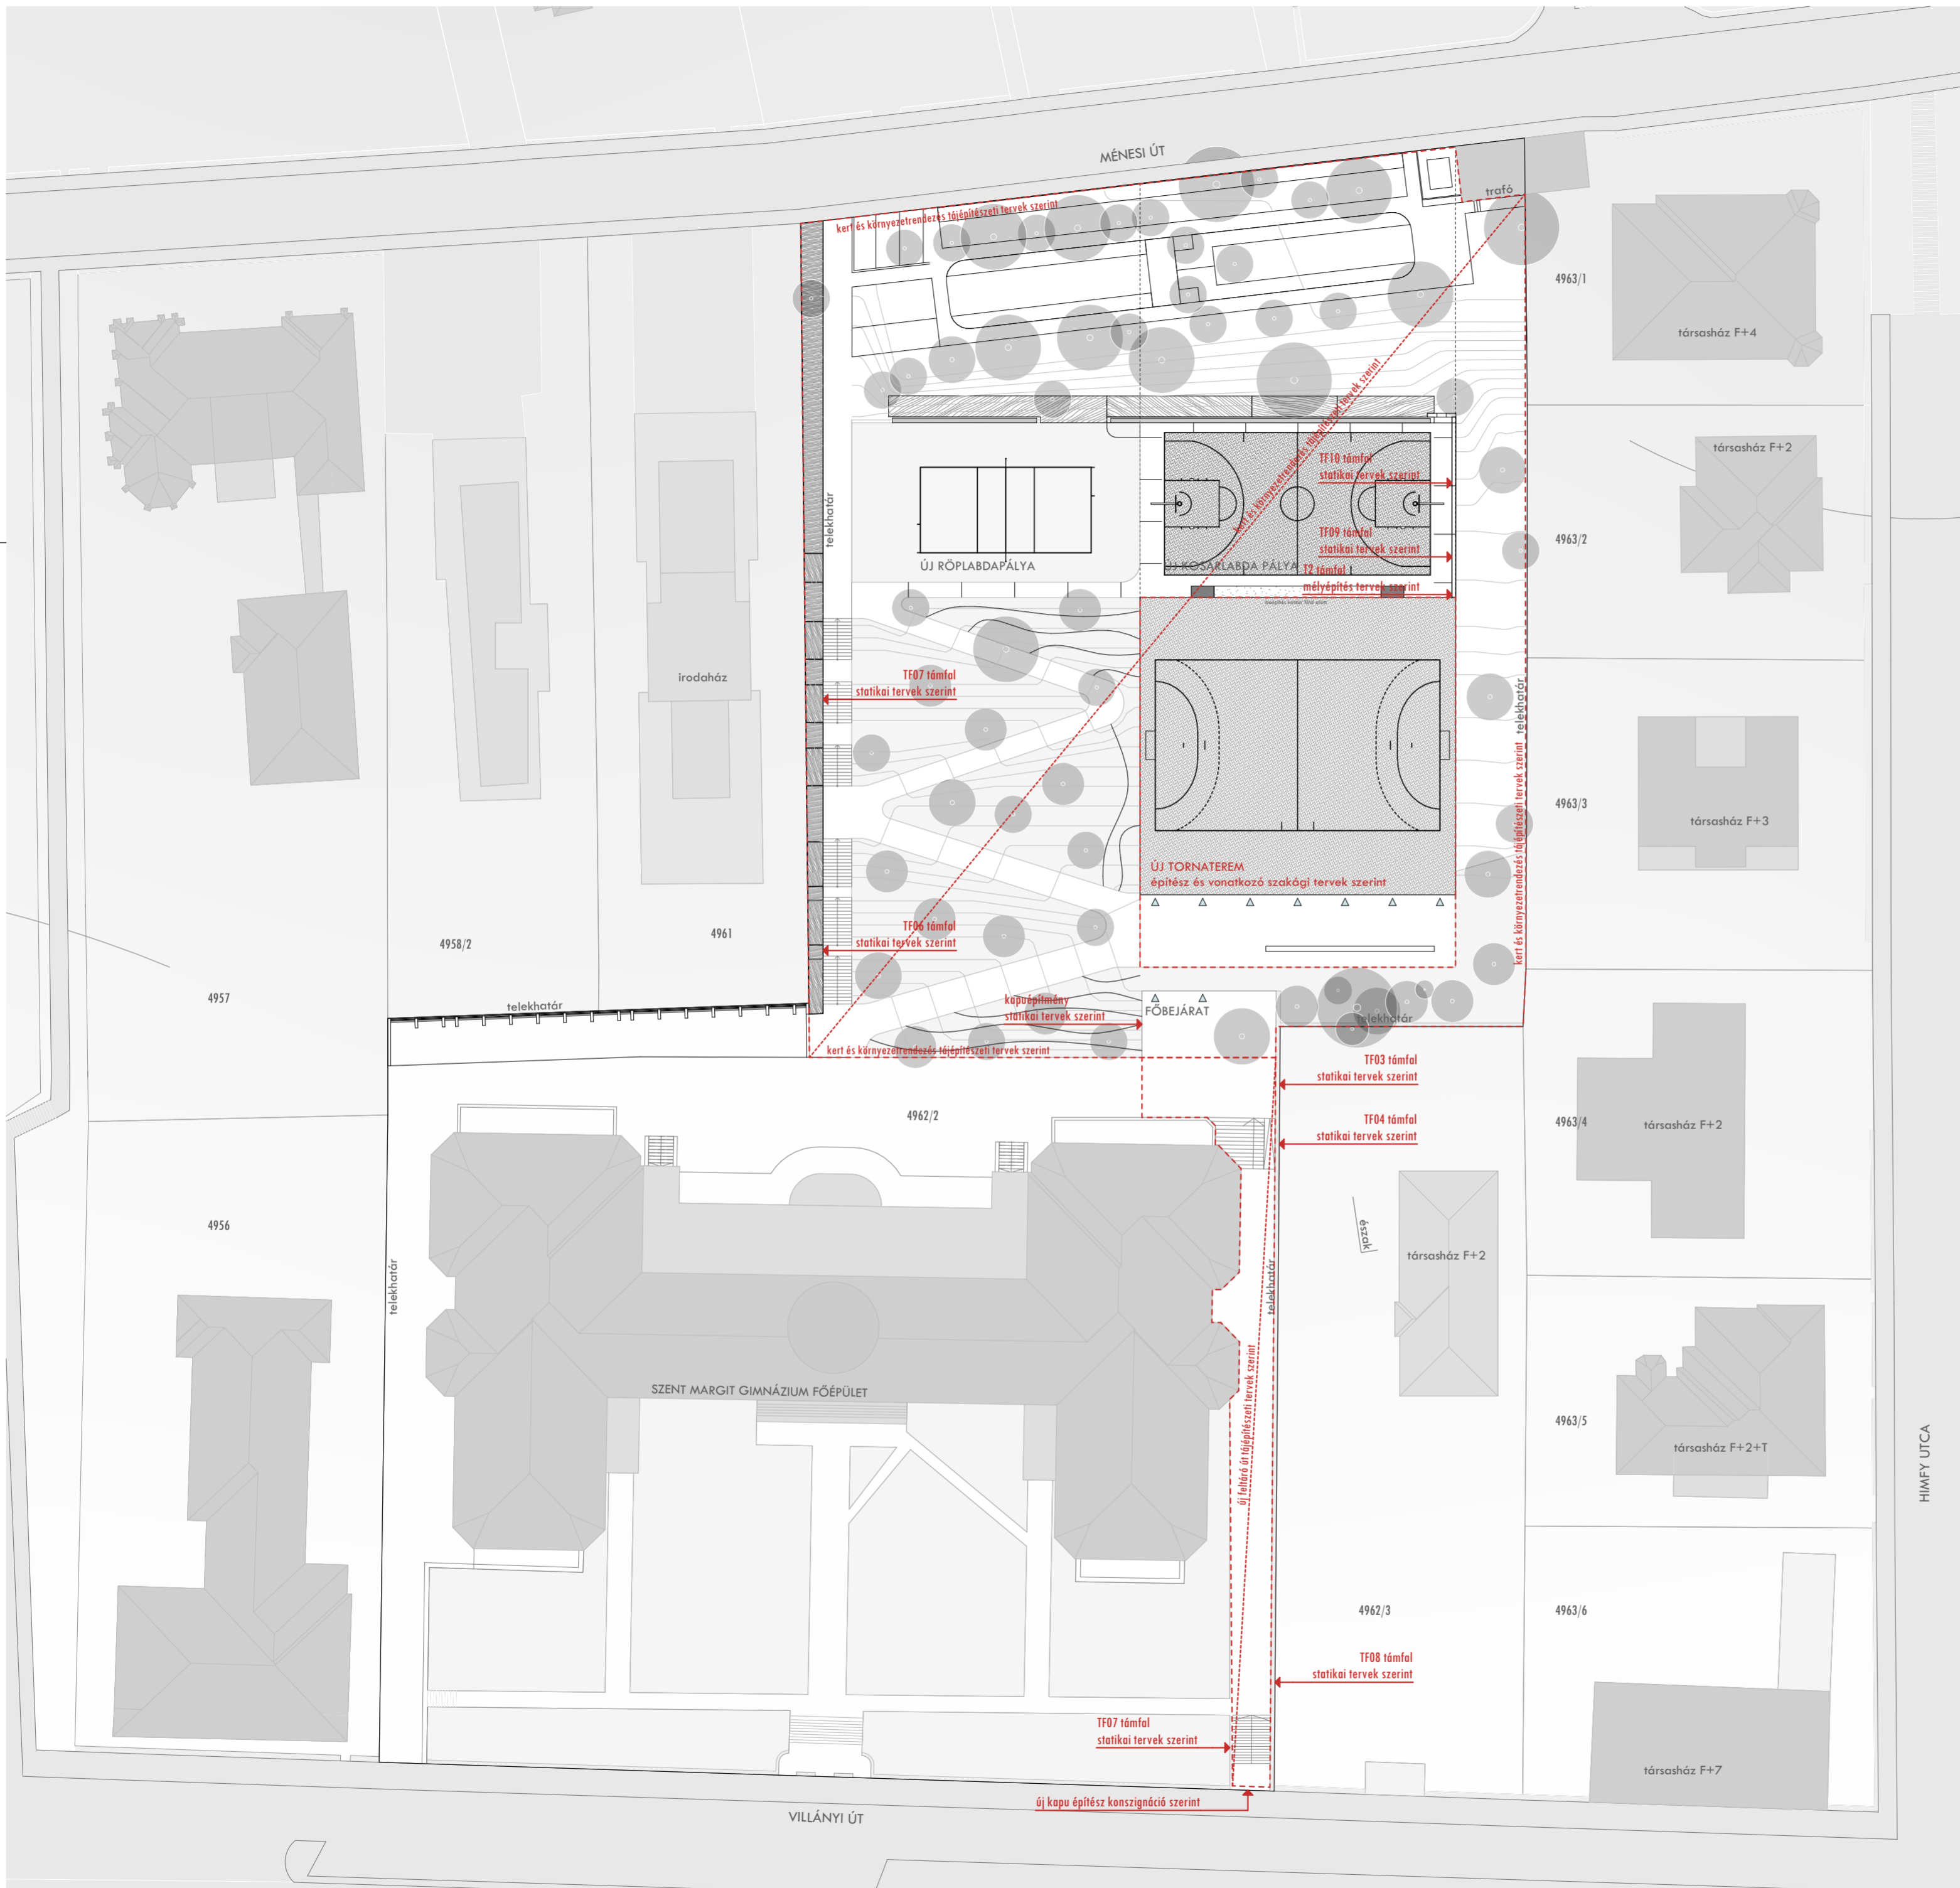 MÉNESI ÚT
trafó
kert és környezetrendezés tájépítészeti tervek szerint
4963/1
társasház F+4
kert és környezetrendezés tájépítészeti tervek szerint
telekhatár
társasház F+2
TF10 támfal
statikai tervek szerint
4963/2
TF09 támfal
statikai tervek szerint
ÚJ RÖPLABDAPÁLYA
ÚJ KOSÁRLABDA PÁLYA
T2 támfal
mélyépítés tervek szerint
irodaház
TF07 támfal
statikai tervek szerint
telekhatár
kert és környezetrendezés tájépítészeti tervek szerint
4963/3
társasház F+3
ÚJ TORNATEREM
építész és vonatkozó szakági tervek szerint
4958/2
4961
TF06 támfal
statikai tervek szerint
4957
telekhatár
kapuépítmény
statikai tervek szerint
FŐBEJÁRAT
telekhatár
kert és környezetrendezés tájépítészeti tervek szerint
TF03 támfal
statikai tervek szerint
4962/2
TF04 támfal
statikai tervek szerint
4963/4
társasház F+2
4956
észak
társasház F+2
telekhatár
telekhatár
SZENT MARGIT GIMNÁZIUM FŐÉPÜLET
új feltáró út tájépítészeti tervek szerint
4963/5
társasház F+2+T
HIMFY UTCA
4962/3
4963/6
TF08 támfal
statikai tervek szerint
TF07 támfal
statikai tervek szerint
társasház F+7
új kapu építész konszignáció szerint
VILLÁNYI ÚT